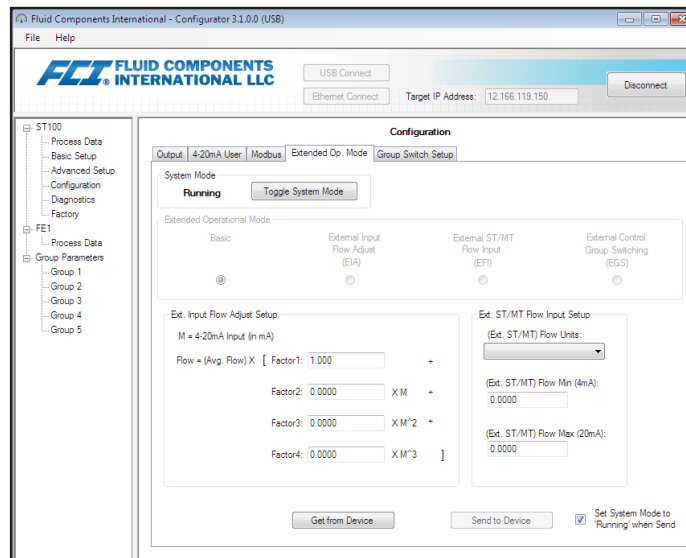 Fluid Components International - Configurator 3.1.0.0 (USB)
File Help
FCI. FLUID COMPONENTS
® INTERNATIONAL LLC
USB Connect
Ethernet Connect Target IP Address: 12.166.119.150
Disconnect
ST100
Process Data
Basic Setup
Advanced Setup
Configuration
Diagnostics
Factory
FE1
Process Data
Group Parameters
Group 1
Group 2
Group 3
Group 4
Group 5
Configuration
Output 4-20mA User Modbus Extended Op. Mode Group Switch Setup
System Mode
Running Toggle System Mode
Extended Operational Mode
Basic
External Input
Flow Adjust
(EIA)
External ST/MT
Flow Input
(EFI)
External Control
Group Switching
(EGS)
Ext. Input Flow Adjust Setup
M = 4-20mA Input (in mA)
Flow = (Avg. Flow) X [ Factor1: 1.000 +
Factor2: 0.0000 X M +
Factor3: 0.0000 X M^2 +
Factor4: 0.0000 X M^3 ]
Ext. ST/MT Flow Input Setup
(Ext. ST/MT) Flow Units:
(Ext. ST/MT) Flow Min (4mA):
0.0000
(Ext. ST/MT) Flow Max (20mA):
0.0000
Get from Device Send to Device
Set System Mode to
'Running' when Send